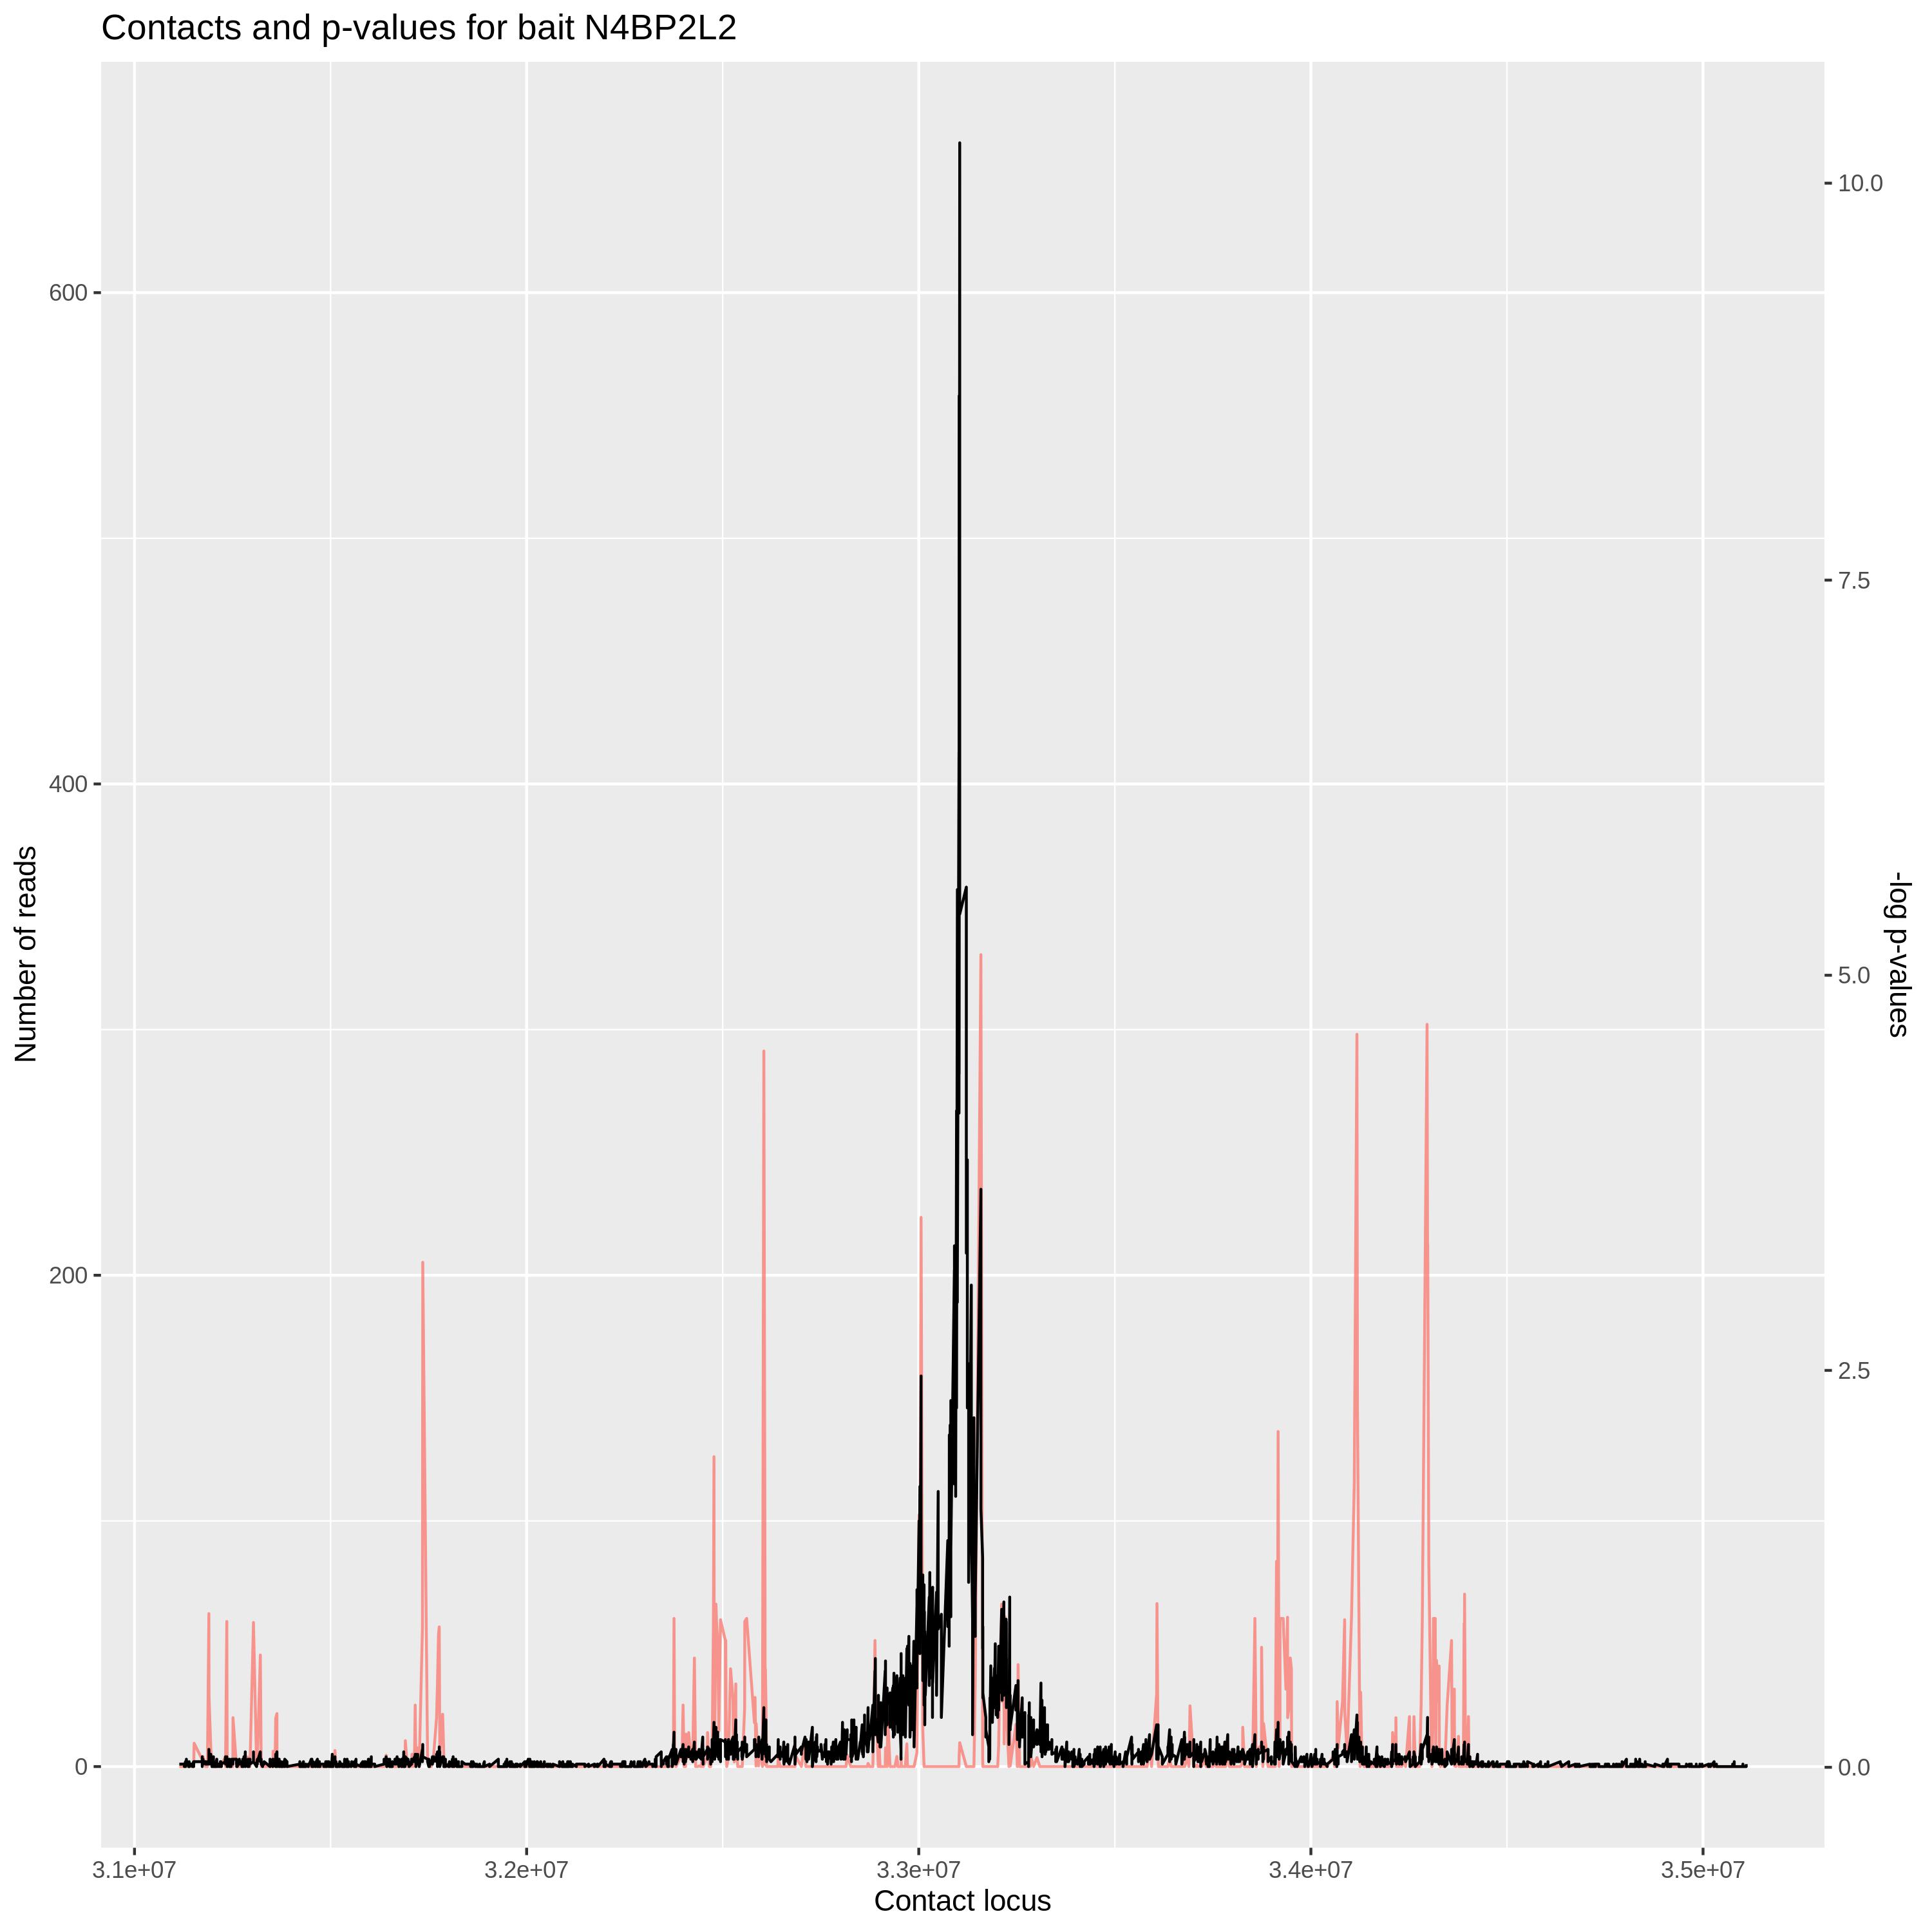 Contacts and p-values for bait N4BP2L2
600
400
200
0
Number of reads
10.0
7.5
5.0
2.5
0.0
-log p-values
3.1e+07
3.2e+07
3.3e+07
3.4e+07
3.5e+07
Contact locus